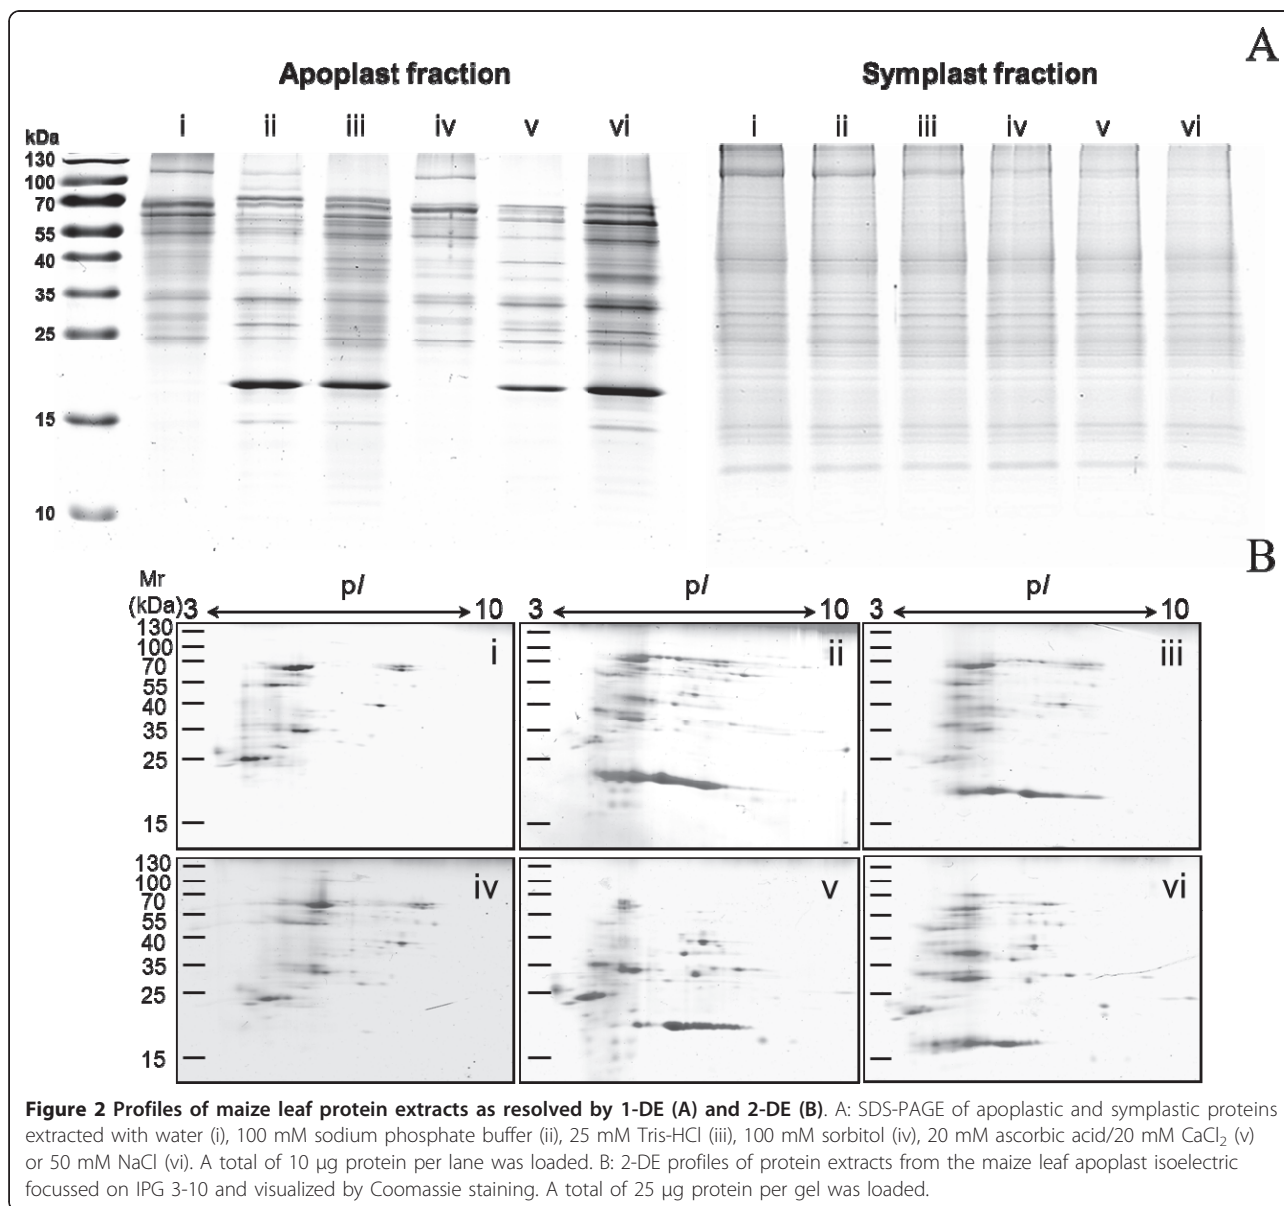 A
Apoplast fraction Symplast fraction
kDa i ii iii iv v vi i ii iii iv v vi
130
100
70
55
40
35
25
15
10
B
Mr
(kDa) 3 pI 10 3 pI 10 3 pI 10
130
100
70
55
40
35
25
15
i ii iii
130
100
70
55
40
35
25
15
iv v vi
Figure 2 Profiles of maize leaf protein extracts as resolved by 1-DE (A) and 2-DE (B). A: SDS-PAGE of apoplastic and symplastic proteins
extracted with water (i), 100 mM sodium phosphate buffer (ii), 25 mM Tris-HCl (iii), 100 mM sorbitol (iv), 20 mM ascorbic acid/20 mM CaCl₂ (v)
or 50 mM NaCl (vi). A total of 10 μg protein per lane was loaded. B: 2-DE profiles of protein extracts from the maize leaf apoplast isoelectric
focussed on IPG 3-10 and visualized by Coomassie staining. A total of 25 μg protein per gel was loaded.